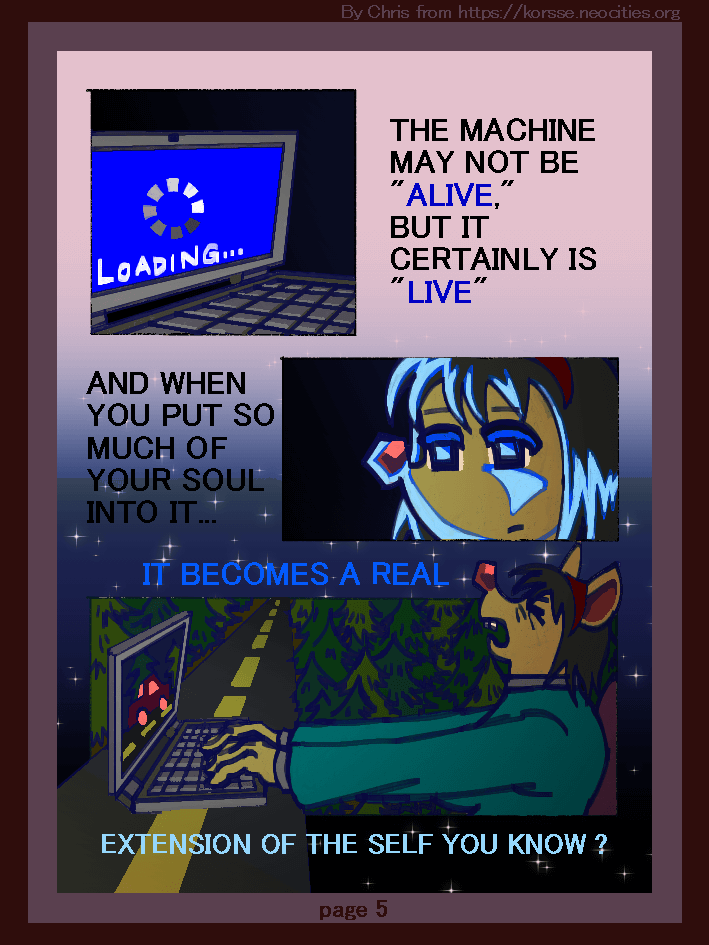 By Chris from https://korsse.neocities.org
LOADING...
THE MACHINE
MAY NOT BE
"ALIVE,"
BUT IT
CERTAINLY IS
"LIVE"
AND WHEN
YOU PUT SO
MUCH OF
YOUR SOUL
INTO IT...
IT BECOMES A REAL
EXTENSION OF THE SELF YOU KNOW?
page 5